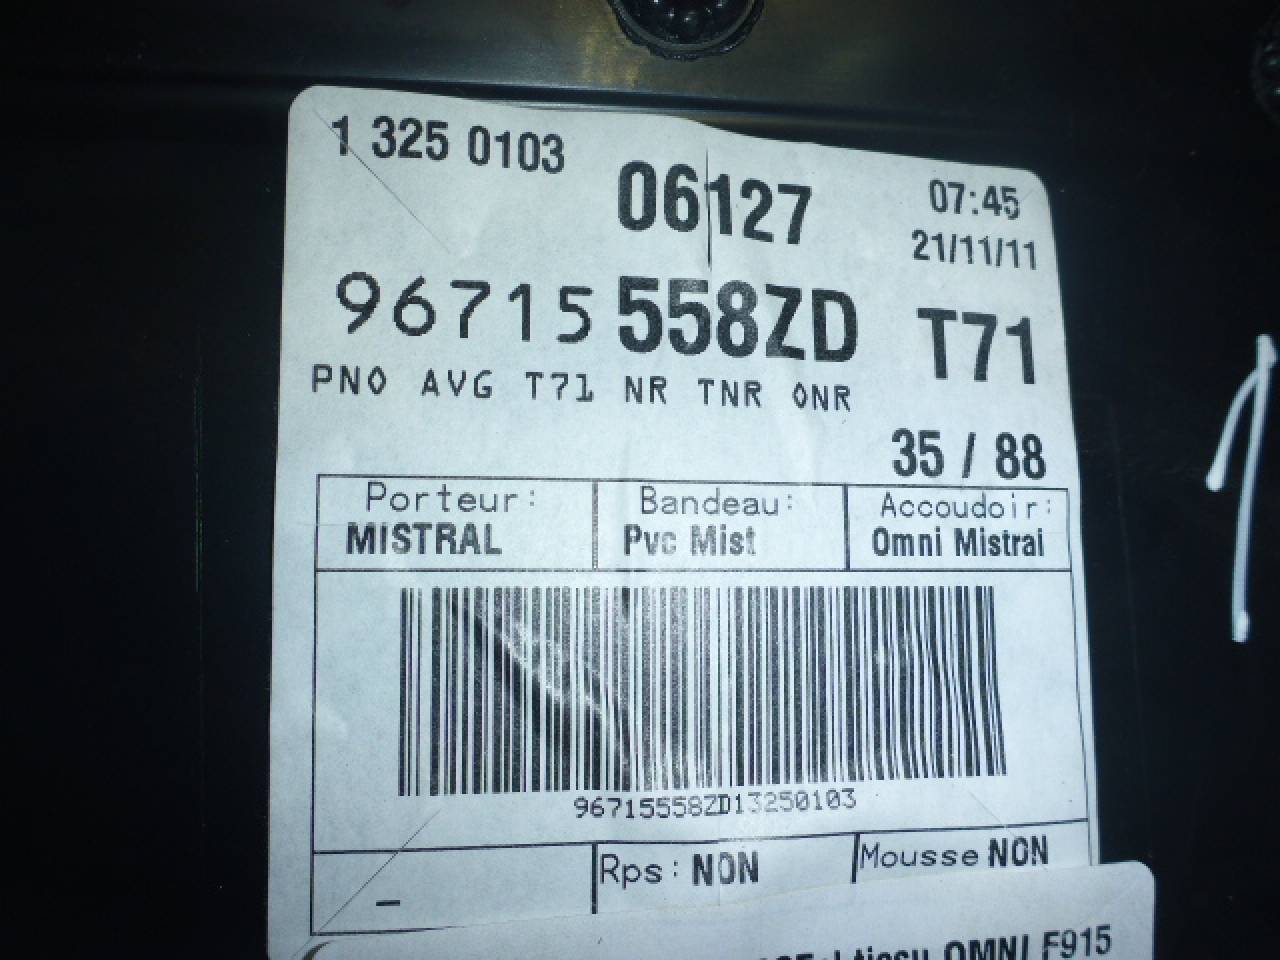 1 325 0103
06127
07:45
21/11/11
96715 558ZD
T71
PNO AVG T71 NR TNR ONR
35 / 88
Porteur: Bandeau: Accoudoir:
MISTRAL Pvc Mist Omni Mistral
96715558ZD13250103
– Rps: NON Mousse NON
tissu OMNI F915
1